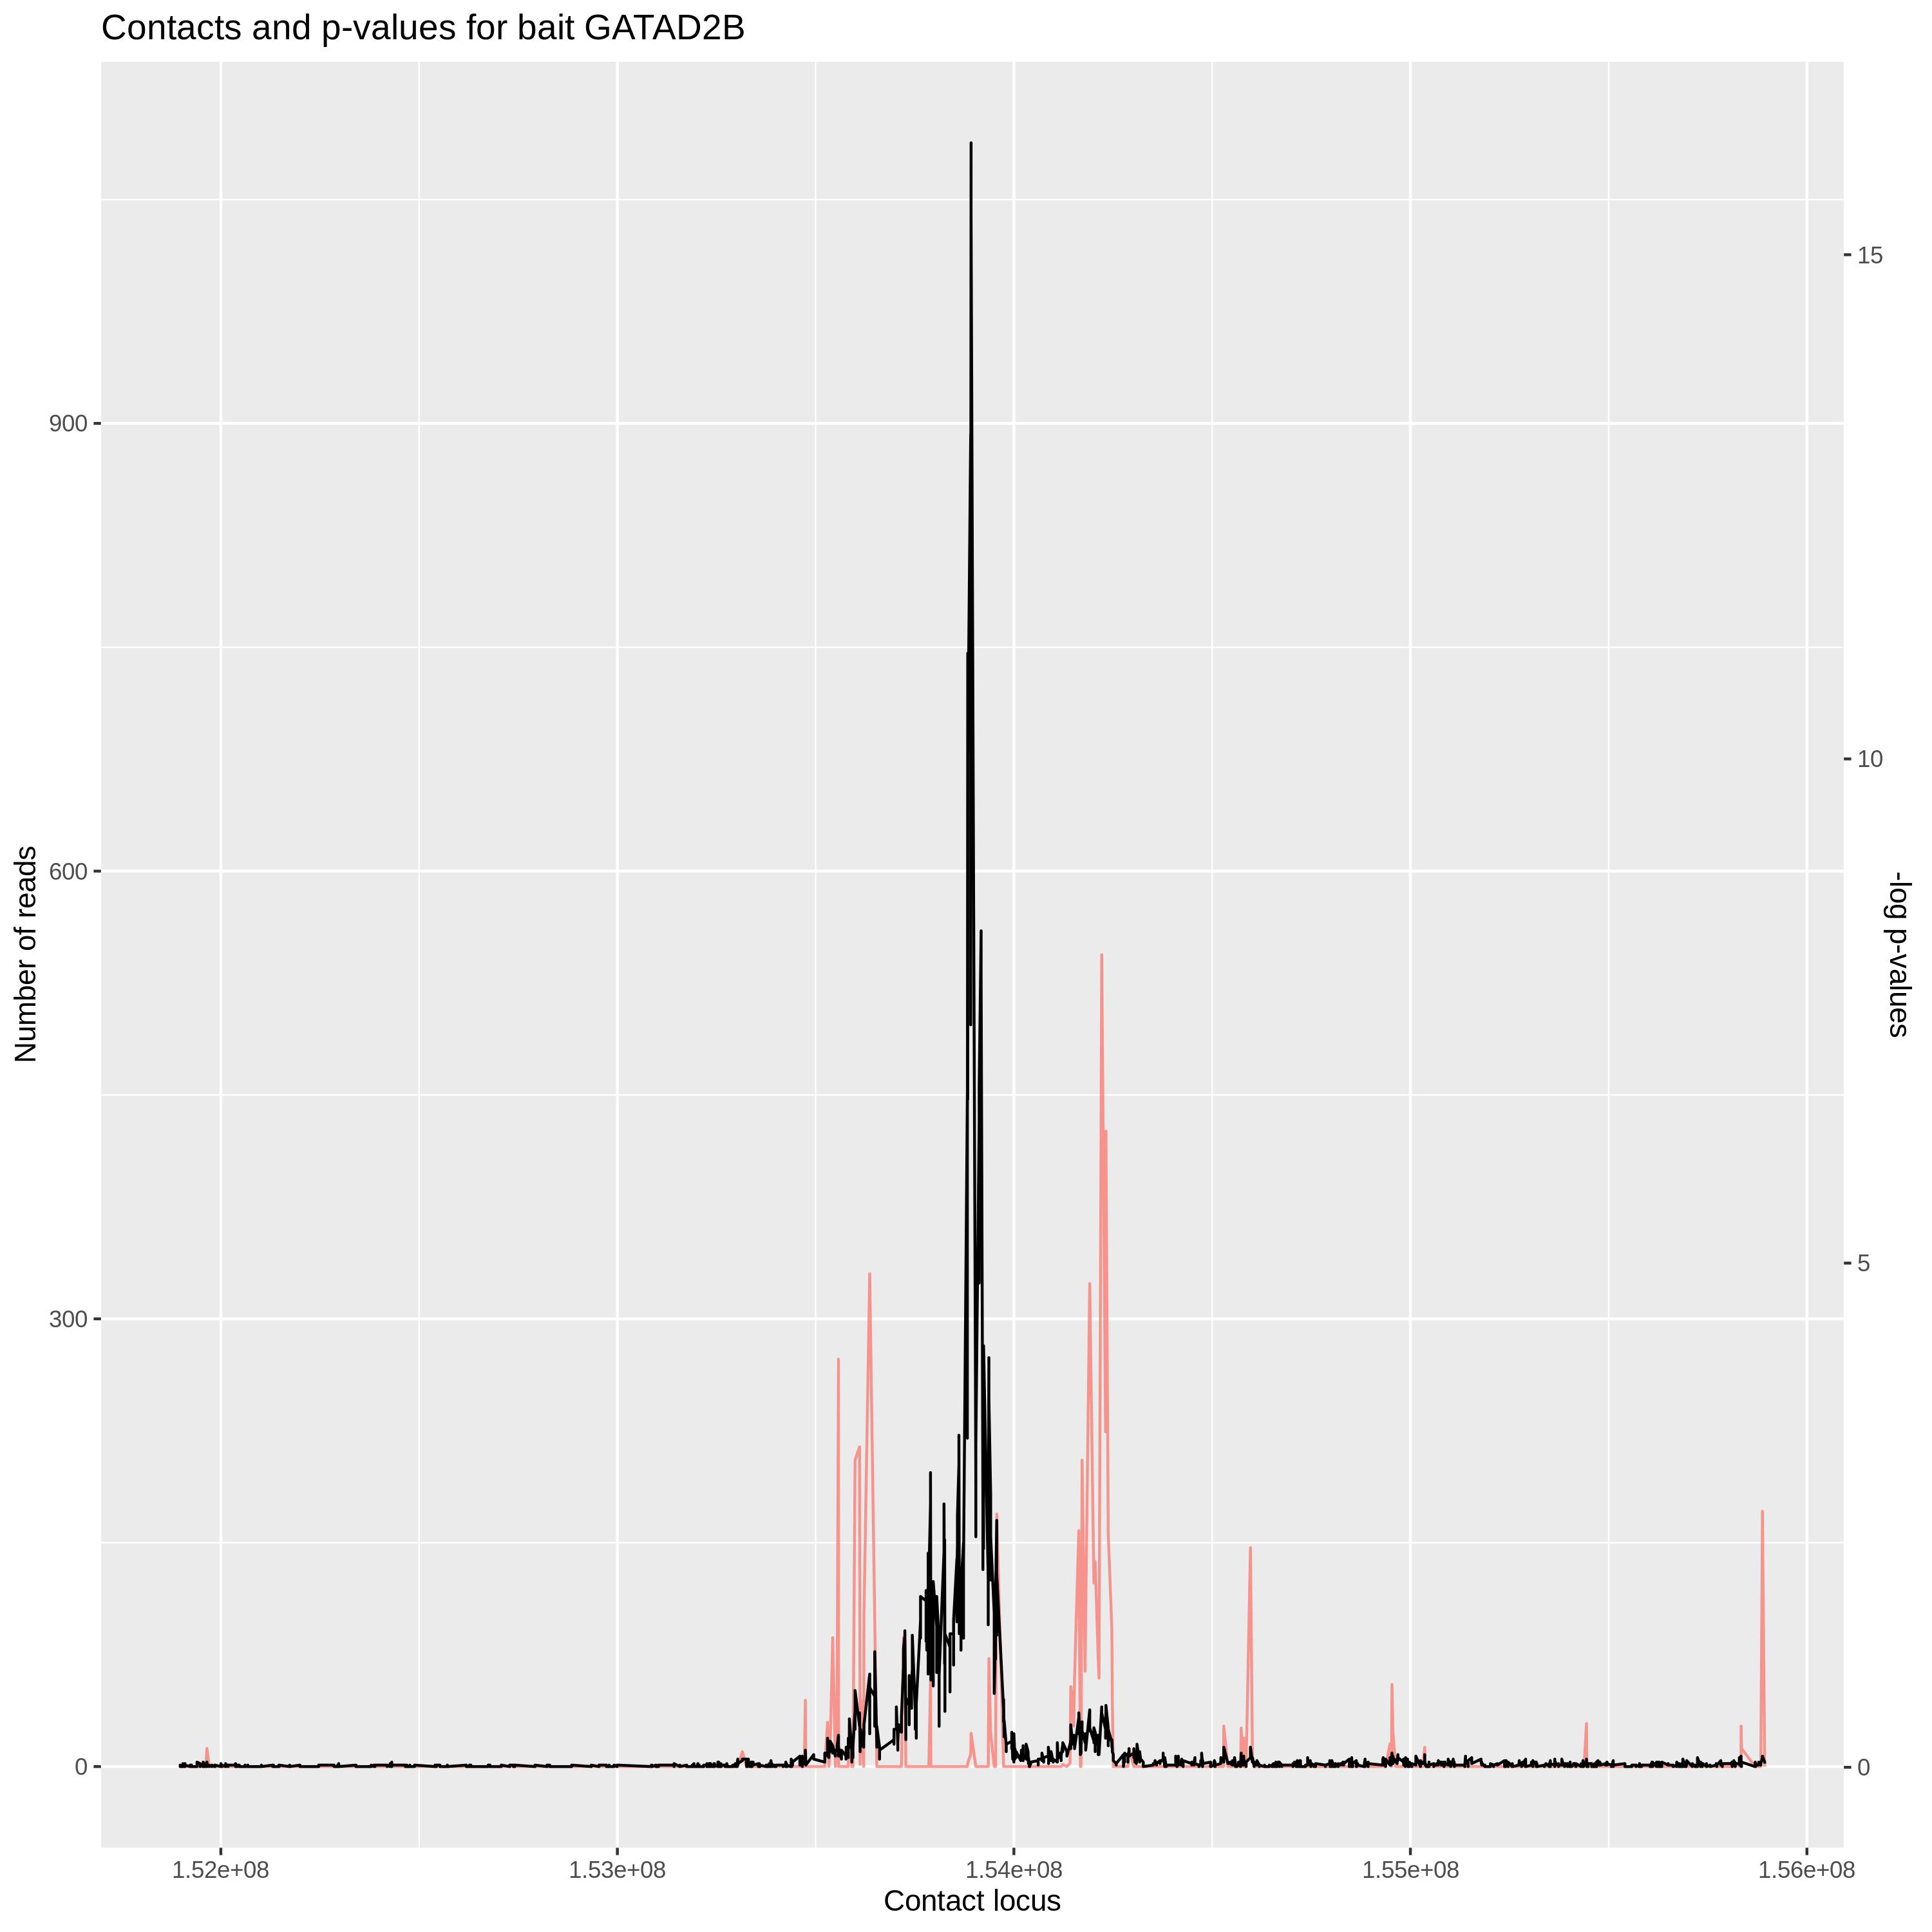 Contacts and p-values for bait GATAD2B
Number of reads
900
600
300
0
15
10
5
0
-log p-values
1.52e+08 1.53e+08 1.54e+08 1.55e+08 1.56e+08
Contact locus